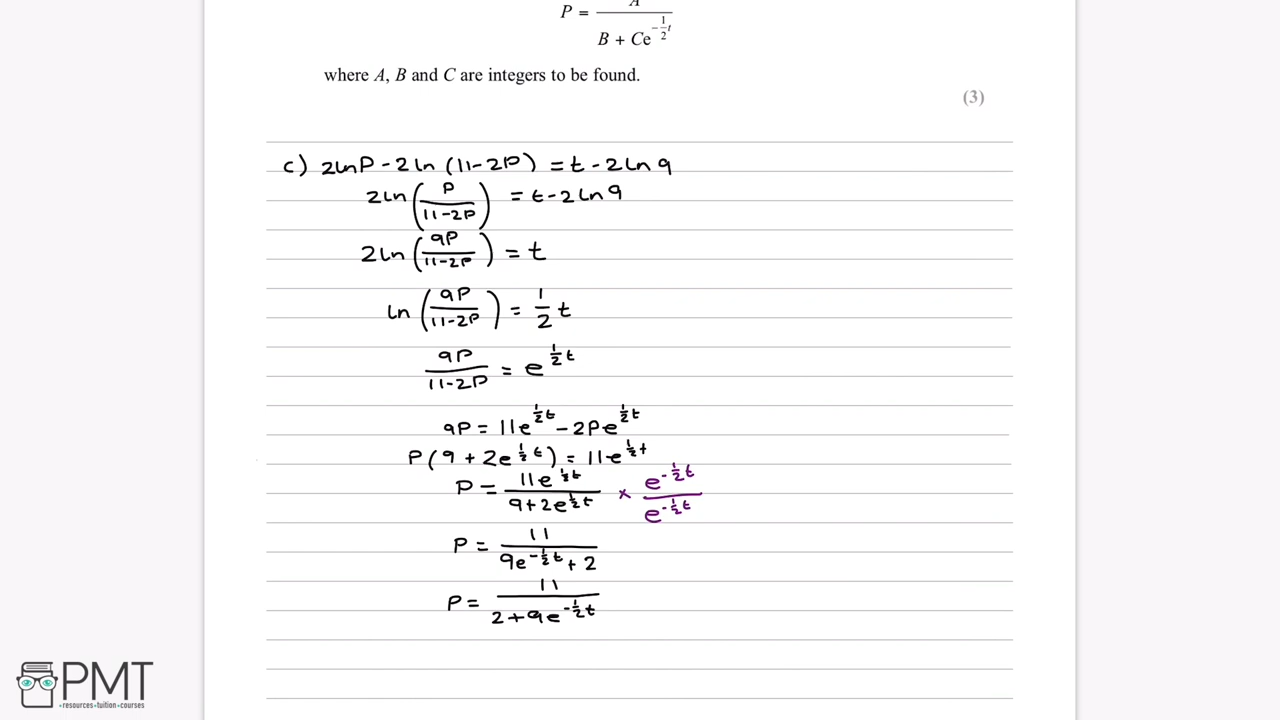 P = A / (B + Ce^(-1/2 t))
where A, B and C are integers to be found.
(3)
c) 2lnP - 2ln(11-2P) = t - 2ln9
2ln(P/(11-2P)) = t - 2ln9
2ln(9P/(11-2P)) = t
ln(9P/(11-2P)) = 1/2 t
9P/(11-2P) = e^(1/2 t)
9P = 11e^(1/2 t) - 2Pe^(1/2 t)
P(9 + 2e^(1/2 t)) = 11e^(1/2 t)
P = 11e^(1/2 t) / (9+2e^(1/2 t)) × e^(-1/2 t) / e^(-1/2 t)
P = 11 / (9e^(-1/2 t) + 2)
P = 11 / (2+9e^(-1/2 t))
PMT
•resources•tuition•courses